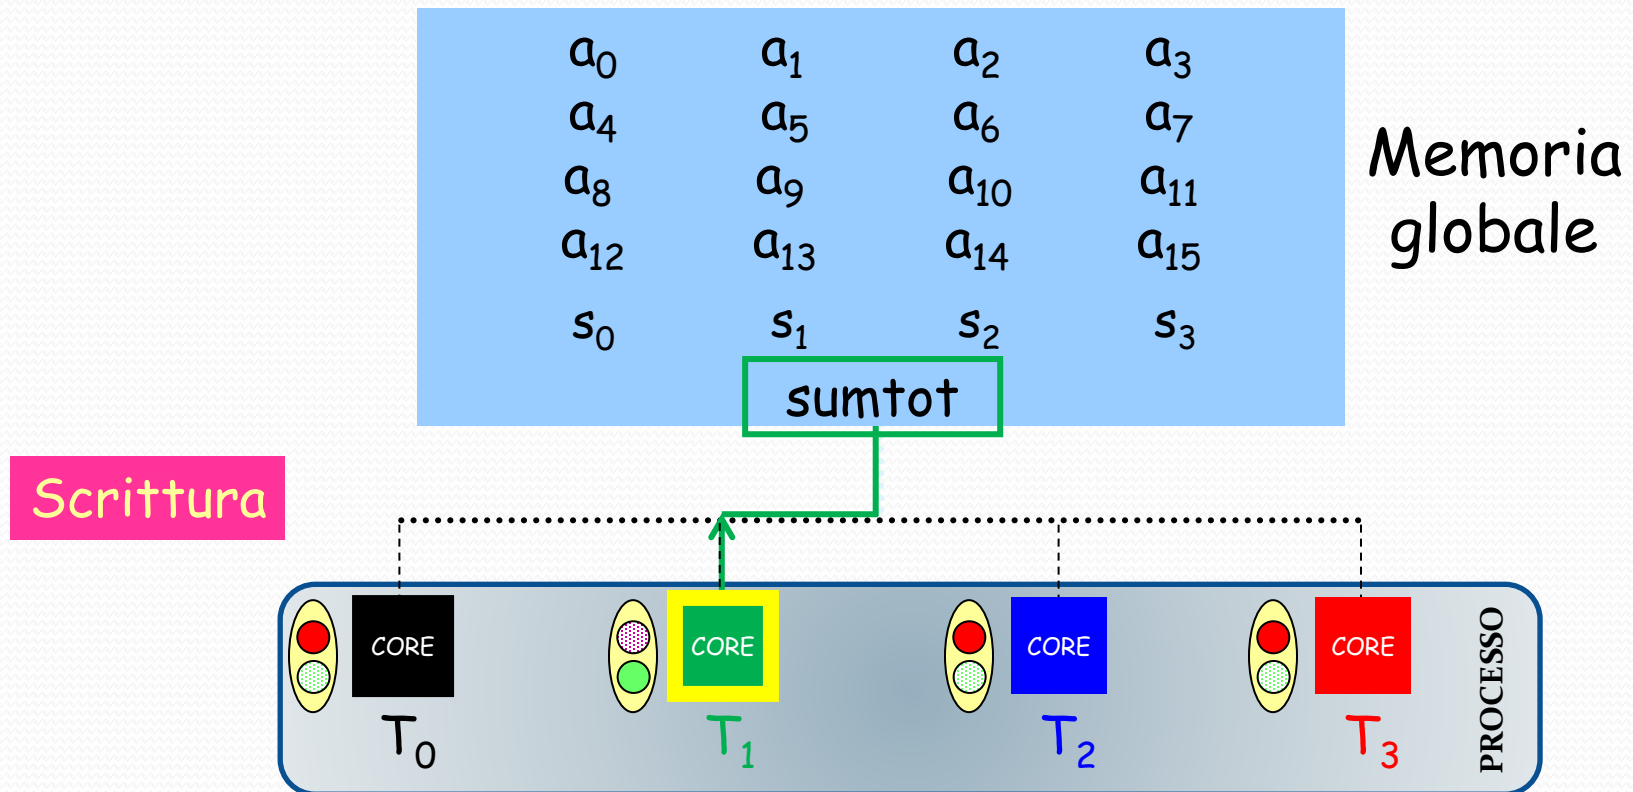 a₀ a₁ a₂ a₃
a₄ a₅ a₆ a₇
a₈ a₉ a₁₀ a₁₁
a₁₂ a₁₃ a₁₄ a₁₅
s₀ s₁ s₂ s₃
sumtot
Memoria
globale
Scrittura
CORE CORE CORE CORE
T₀ T₁ T₂ T₃
PROCESSO